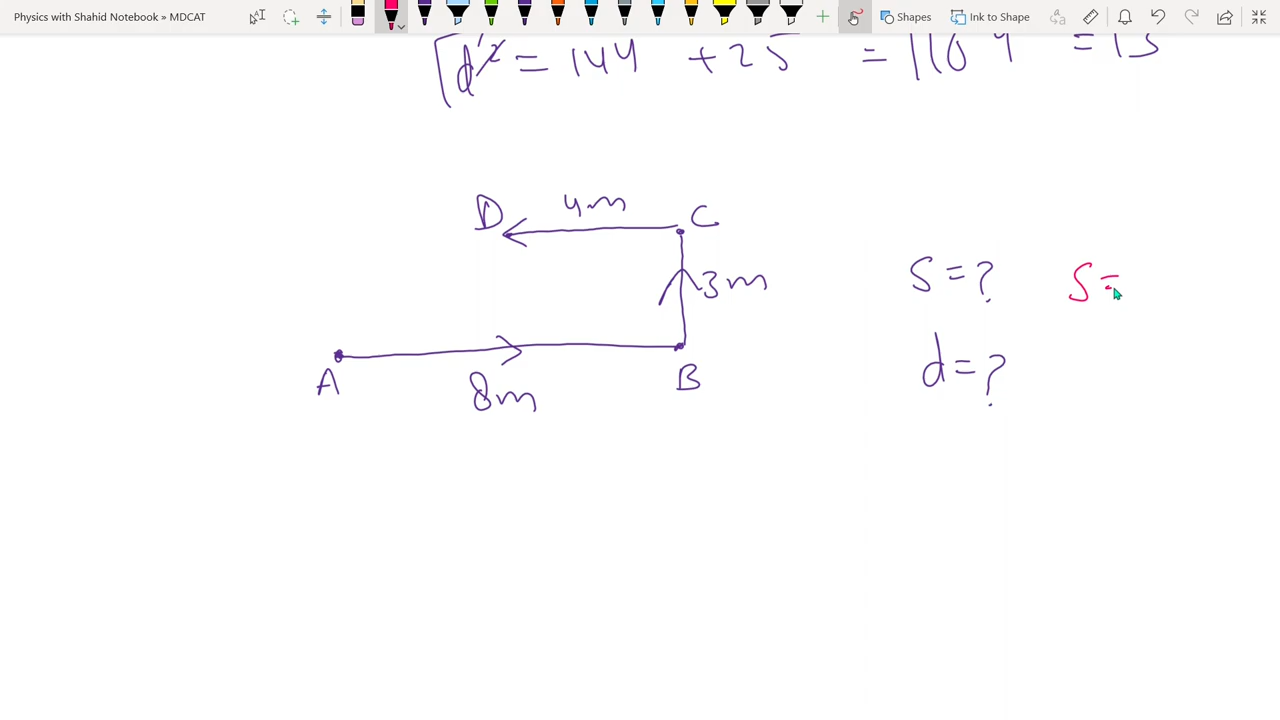 Physics with Shahid Notebook » MDCAT
Shapes
Ink to Shape
√d² = 144 + 25 = √169 = 13
D 4m C
3m
S = ?
S =
A 8m B
d = ?